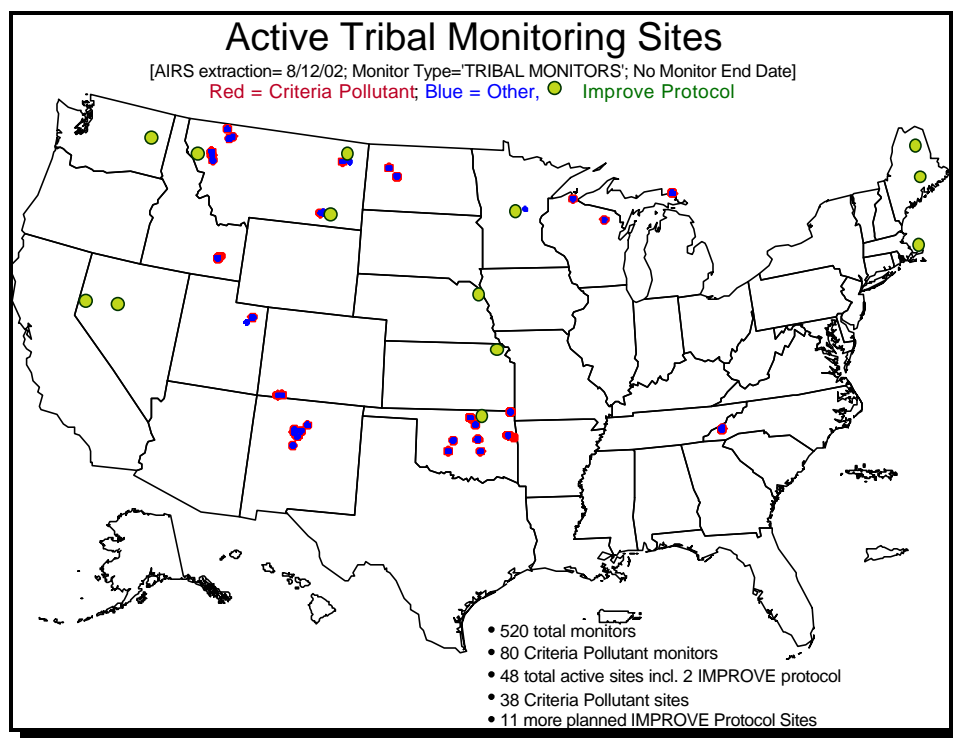 Active Tribal Monitoring Sites
[AIRS extraction= 8/12/02; Monitor Type='TRIBAL MONITORS'; No Monitor End Date]
Red = Criteria Pollutant; Blue = Other, Improve Protocol
• 520 total monitors
• 80 Criteria Pollutant monitors
• 48 total active sites incl. 2 IMPROVE protocol
• 38 Criteria Pollutant sites
• 11 more planned IMPROVE Protocol Sites